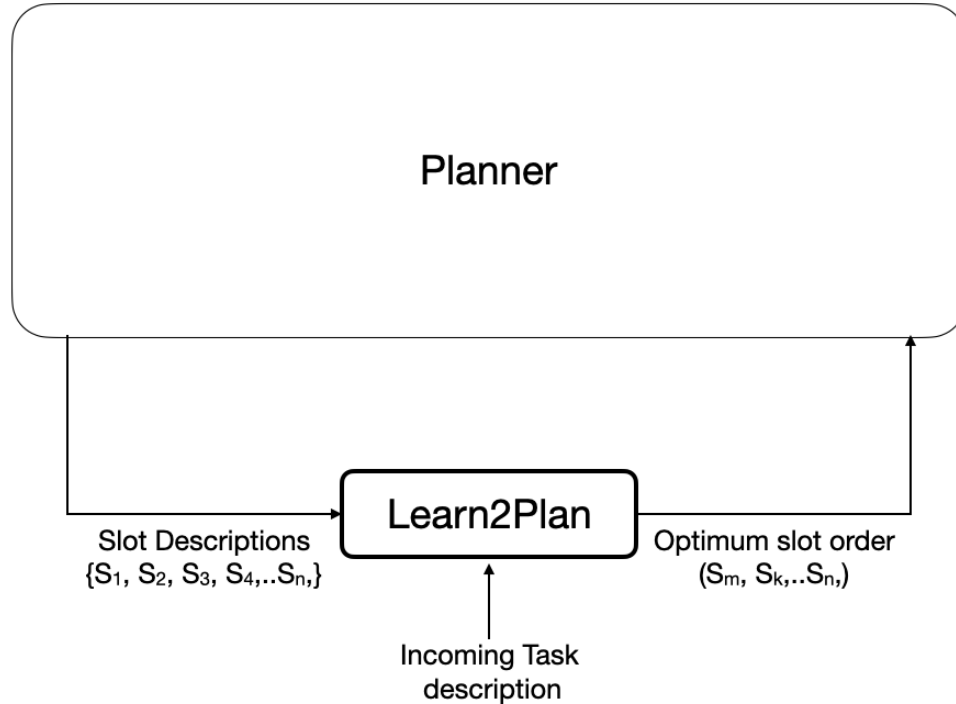 Planner
Learn2Plan
Slot Descriptions
{S₁, S₂, S₃, S₄,..Sₙ,}
Optimum slot order
(Sₘ, Sₖ,..Sₙ,)
Incoming Task
description